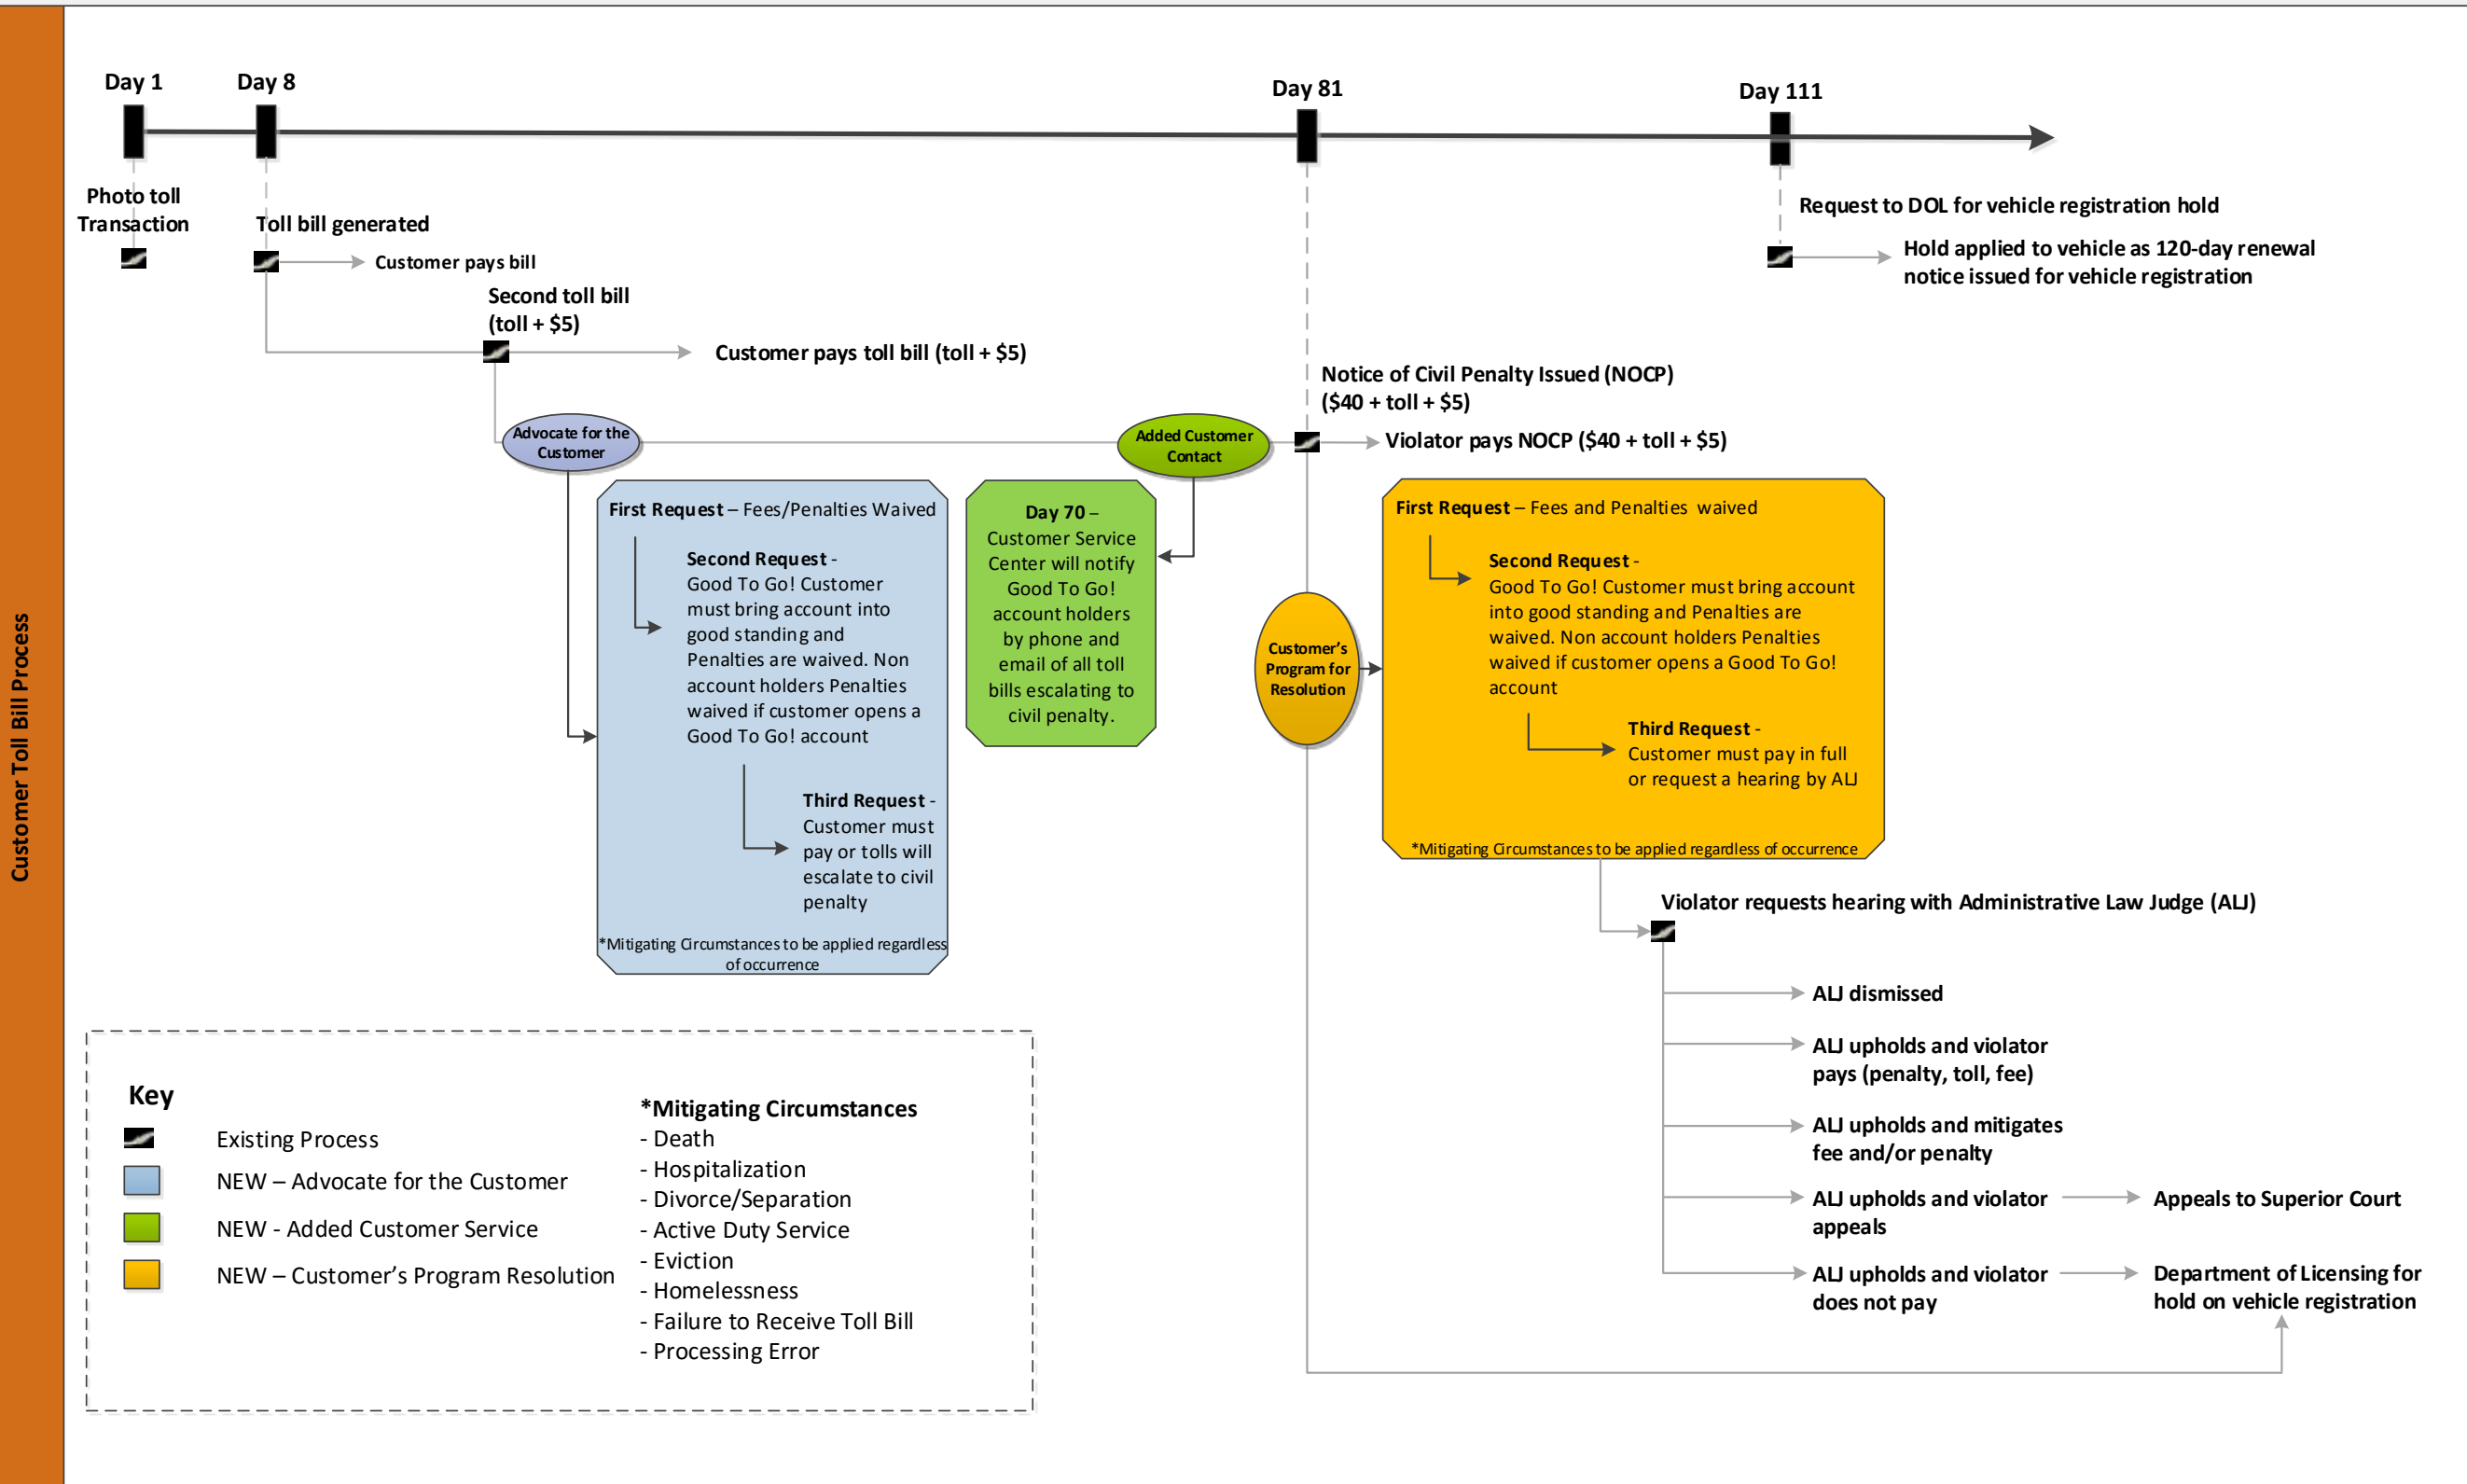 Customer Toll Bill Process
Day 1
Day 8
Day 81
Day 111
Photo toll
Transaction
Toll bill generated
Customer pays bill
Second toll bill
(toll + $5)
Customer pays toll bill (toll + $5)
Request to DOL for vehicle registration hold
Hold applied to vehicle as 120-day renewal
notice issued for vehicle registration
Notice of Civil Penalty Issued (NOCP)
($40 + toll + $5)
Violator pays NOCP ($40 + toll + $5)
Advocate for the
Customer
Added Customer
Contact
First Request – Fees/Penalties Waived
Second Request -
Good To Go! Customer
must bring account into
good standing and
Penalties are waived. Non
account holders Penalties
waived if customer opens a
Good To Go! account
Third Request -
Customer must
pay or tolls will
escalate to civil
penalty
*Mitigating Circumstances to be applied regardless
of occurrence
Day 70 –
Customer Service
Center will notify
Good To Go!
account holders
by phone and
email of all toll
bills escalating to
civil penalty.
Customer's
Program for
Resolution
First Request – Fees and Penalties waived
Second Request -
Good To Go! Customer must bring account
into good standing and Penalties are
waived. Non account holders Penalties
waived if customer opens a Good To Go!
account
Third Request -
Customer must pay in full
or request a hearing by ALJ
*Mitigating Circumstances to be applied regardless of occurrence
Violator requests hearing with Administrative Law Judge (ALJ)
ALJ dismissed
ALJ upholds and violator
pays (penalty, toll, fee)
ALJ upholds and mitigates
fee and/or penalty
ALJ upholds and violator
appeals
Appeals to Superior Court
ALJ upholds and violator
does not pay
Department of Licensing for
hold on vehicle registration
Key
Existing Process
NEW – Advocate for the Customer
NEW - Added Customer Service
NEW – Customer's Program Resolution
*Mitigating Circumstances
- Death
- Hospitalization
- Divorce/Separation
- Active Duty Service
- Eviction
- Homelessness
- Failure to Receive Toll Bill
- Processing Error